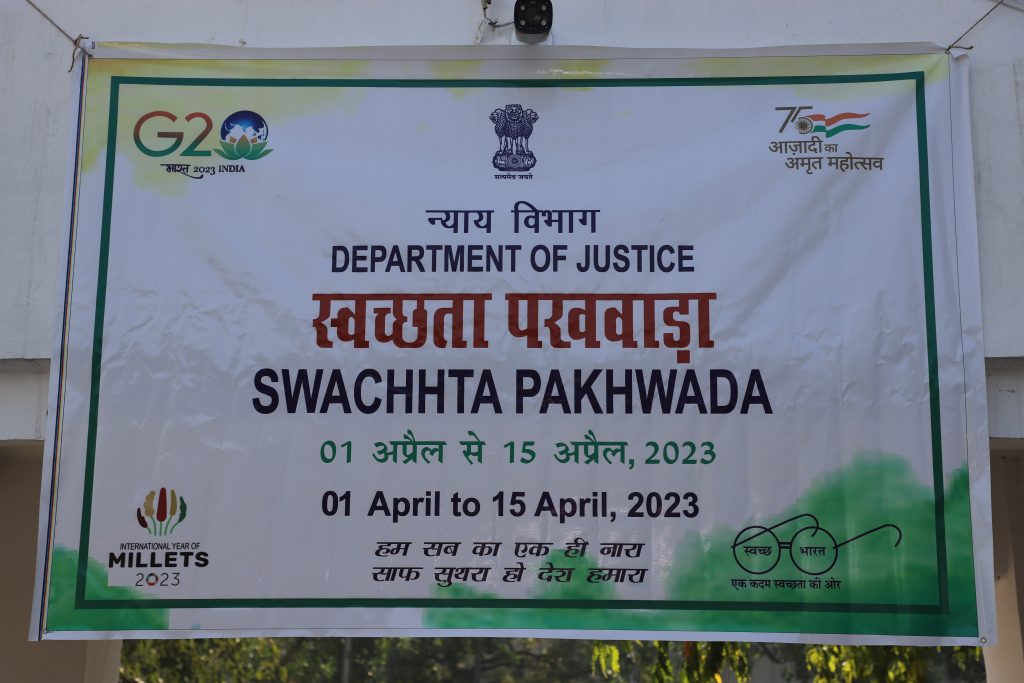 G20
भारत 2023 INDIA
सत्यमेव जयते
75
आज़ादी का
अमृत महोत्सव
न्याय विभाग
DEPARTMENT OF JUSTICE
स्वच्छता पखवाड़ा
SWACHHTA PAKHWADA
01 अप्रैल से 15 अप्रैल, 2023
01 April to 15 April, 2023
INTERNATIONAL YEAR OF
MILLETS
2023
हम सब का एक ही नारा
साफ सुथरा हो देश हमारा
स्वच्छ भारत
एक कदम स्वच्छता की ओर